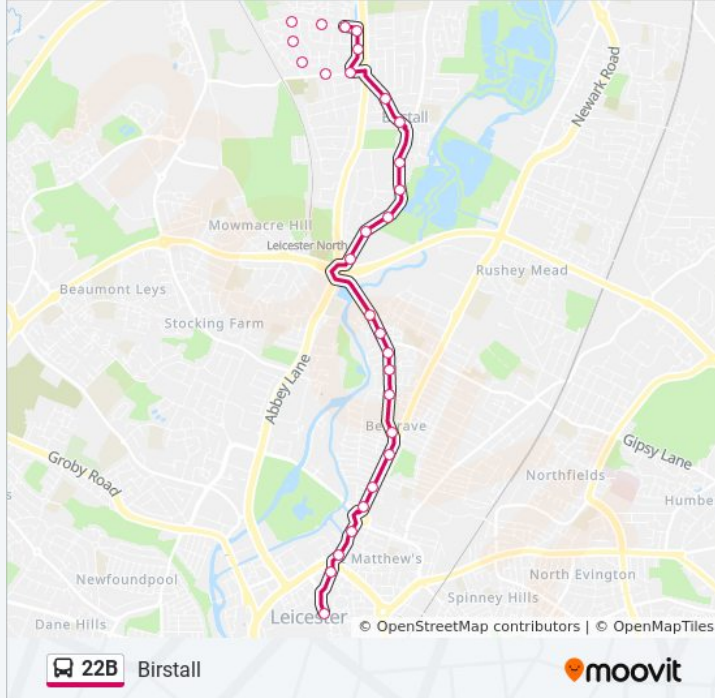 Newark Road
Birstall
Mowmacre Hill
Leicester North
Rushey Mead
Beaumont Leys
Stocking Farm
Abbey Lane
Belgrave
Gipsy Lane
Groby Road
Northfields
Humbe
s
Matthew's
North Evington
Newfoundpool
Spinney Hills
Leicester
Dane Hills
© OpenStreetMap contributors | © OpenMapTiles
22B Birstall
moovit